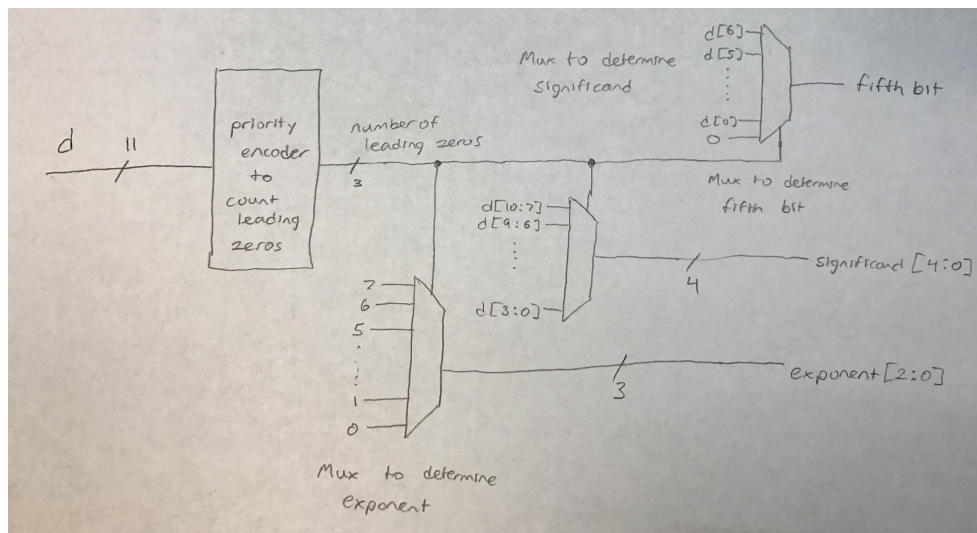 d
11
priority
encoder
to
count
leading
zeros
number of
leading zeros
3
Mux to determine
significand
d[6]
d[5]
d[0]
0
fifth bit
Mux to determine
fifth bit
d[10:7]
d[9:6]
d[3:0]
4
significand [4:0]
7
6
5
1
0
3
exponent[2:0]
Mux to determine
exponent